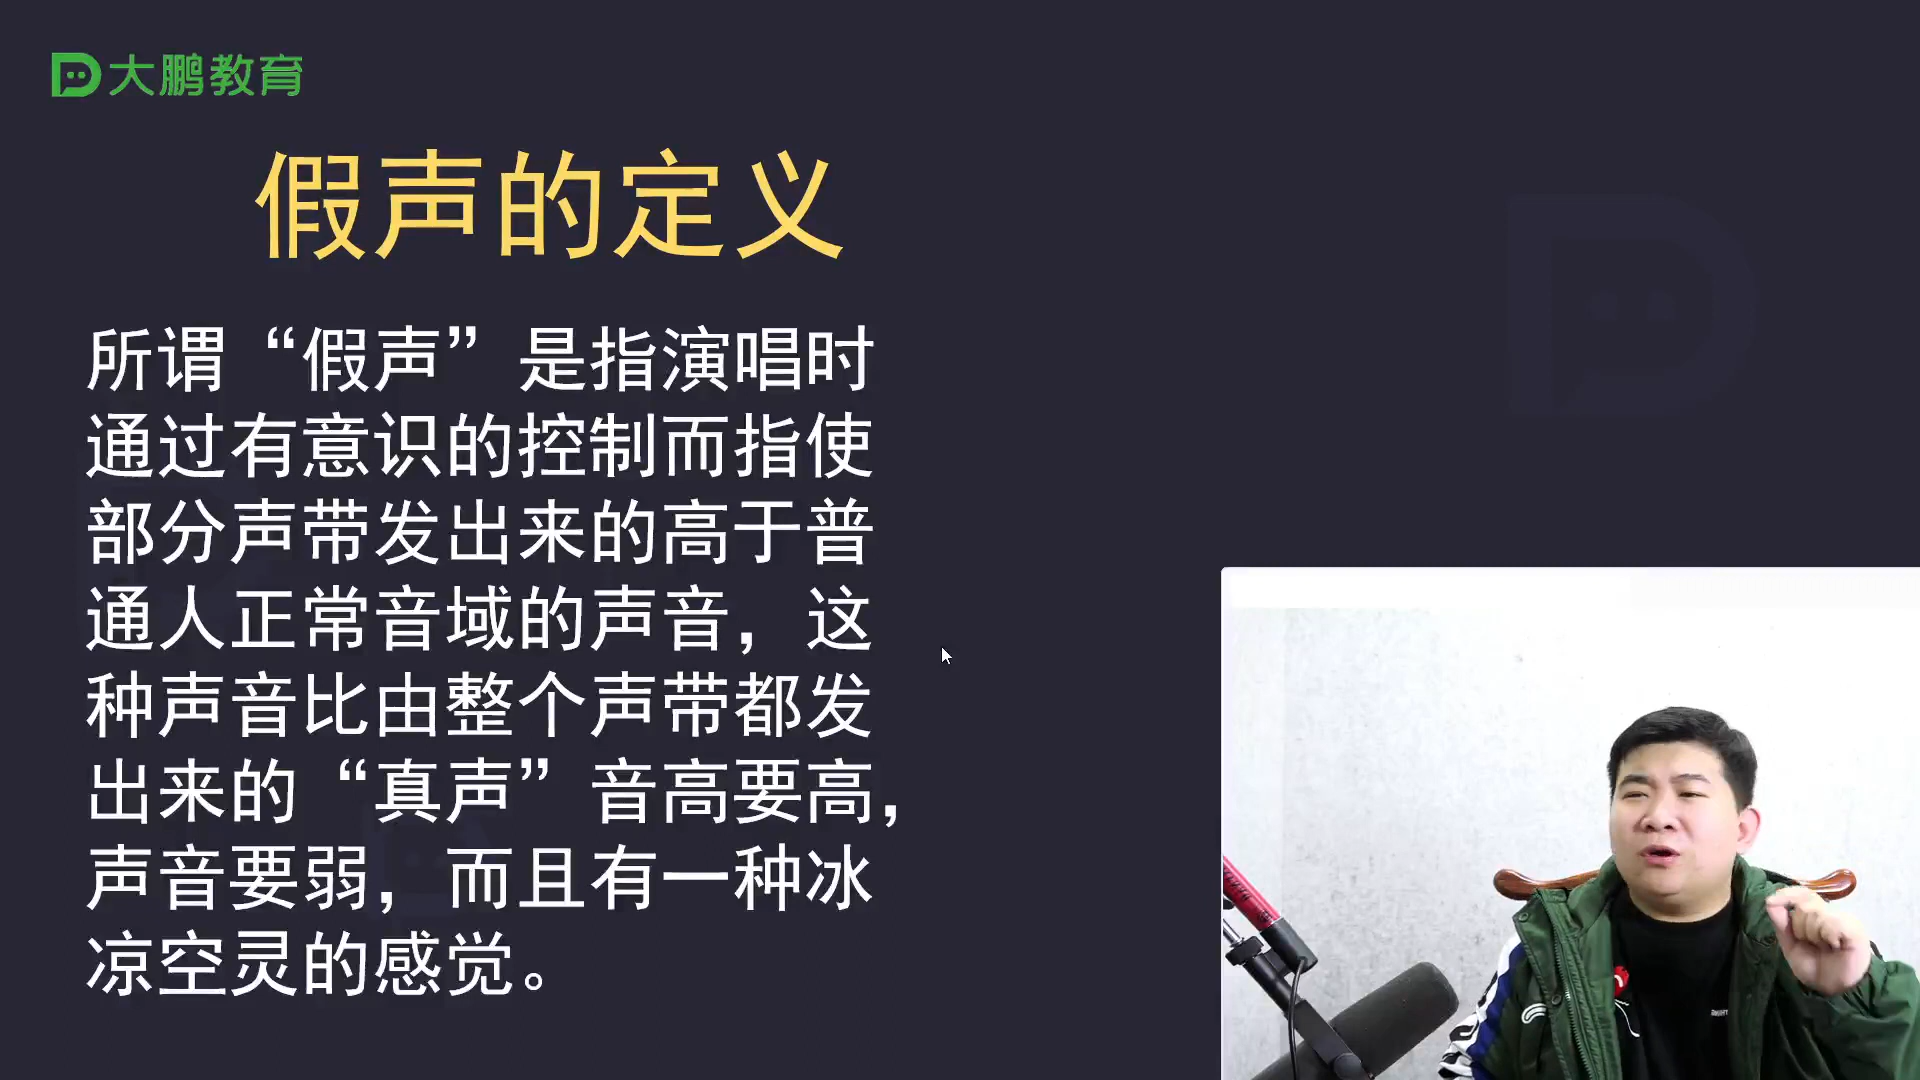 大鹏教育
假声的定义
所谓“假声”是指演唱时
通过有意识的控制而指使
部分声带发出来的高于普
通人正常音域的声音，这
种声音比由整个声带都发
出来的“真声”音高要高，
声音要弱，而且有一种冰
凉空灵的感觉。